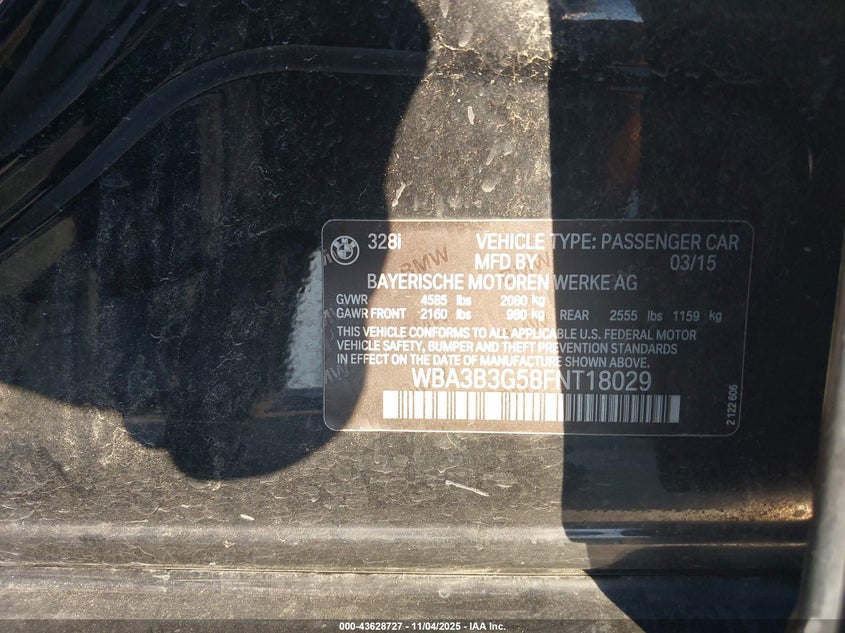 328i VEHICLE TYPE: PASSENGER CAR
MFD BY 03/15
BAYERISCHE MOTOREN WERKE AG
GVWR 4585 lbs 2080 kg
GAWR FRONT 2160 lbs 980 kg REAR 2555 lbs 1159 kg
THIS VEHICLE CONFORMS TO ALL APPLICABLE U.S. FEDERAL MOTOR
VEHICLE SAFETY, BUMPER AND THEFT PREVENTION STANDARDS
IN EFFECT ON THE DATE OF MANUFACTURE SHOWN ABOVE.
WBA3B3G58FNT18029
2 122 606
000-43628727 - 11/04/2025 - IAA Inc.